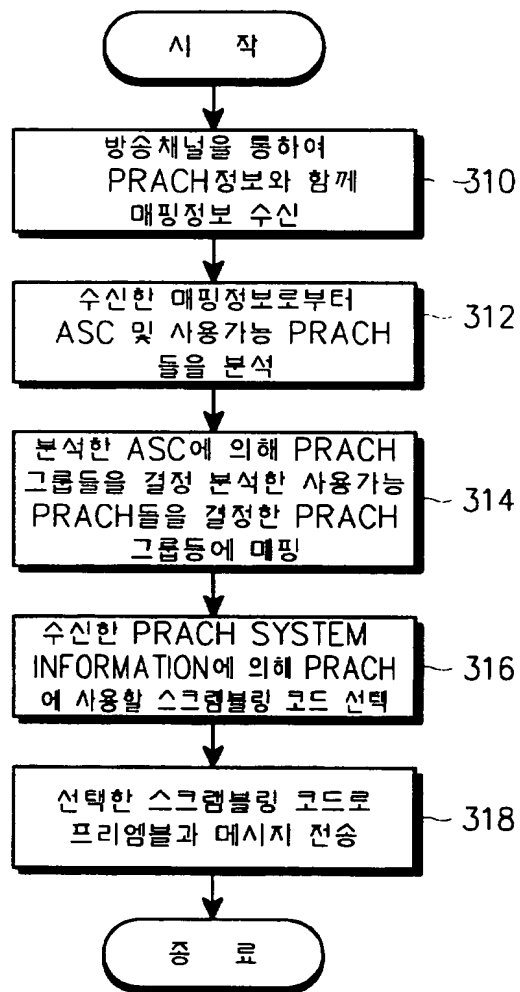 시 작
방송채널을 통하여
PRACH정보와 함께
매핑정보 수신
310
수신한 매핑정보로부터
ASC 및 사용가능 PRACH
들을 분석
312
분석한 ASC에 의해 PRACH
그룹들을 결정 분석한 사용가능
PRACH들을 결정한 PRACH
그룹등에 매핑
314
수신한 PRACH SYSTEM
INFORMATION에 의해 PRACH
에 사용할 스크램블링 코드 선택
316
선택한 스크램블링 코드로
프리엠블과 메시지 전송
318
종 료